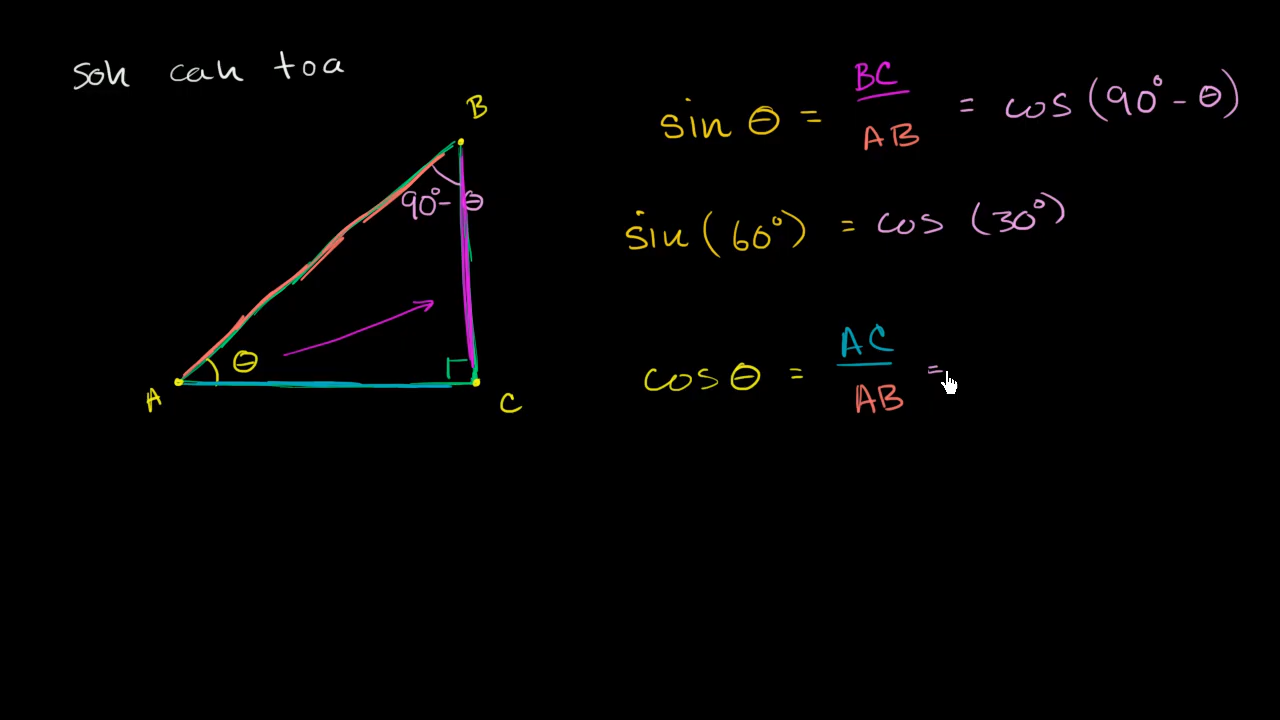 soh cah toa
B
90° - θ
θ
A
C
sin θ = BC / AB = cos (90° - θ)
sin (60°) = cos (30°)
cos θ = AC / AB =